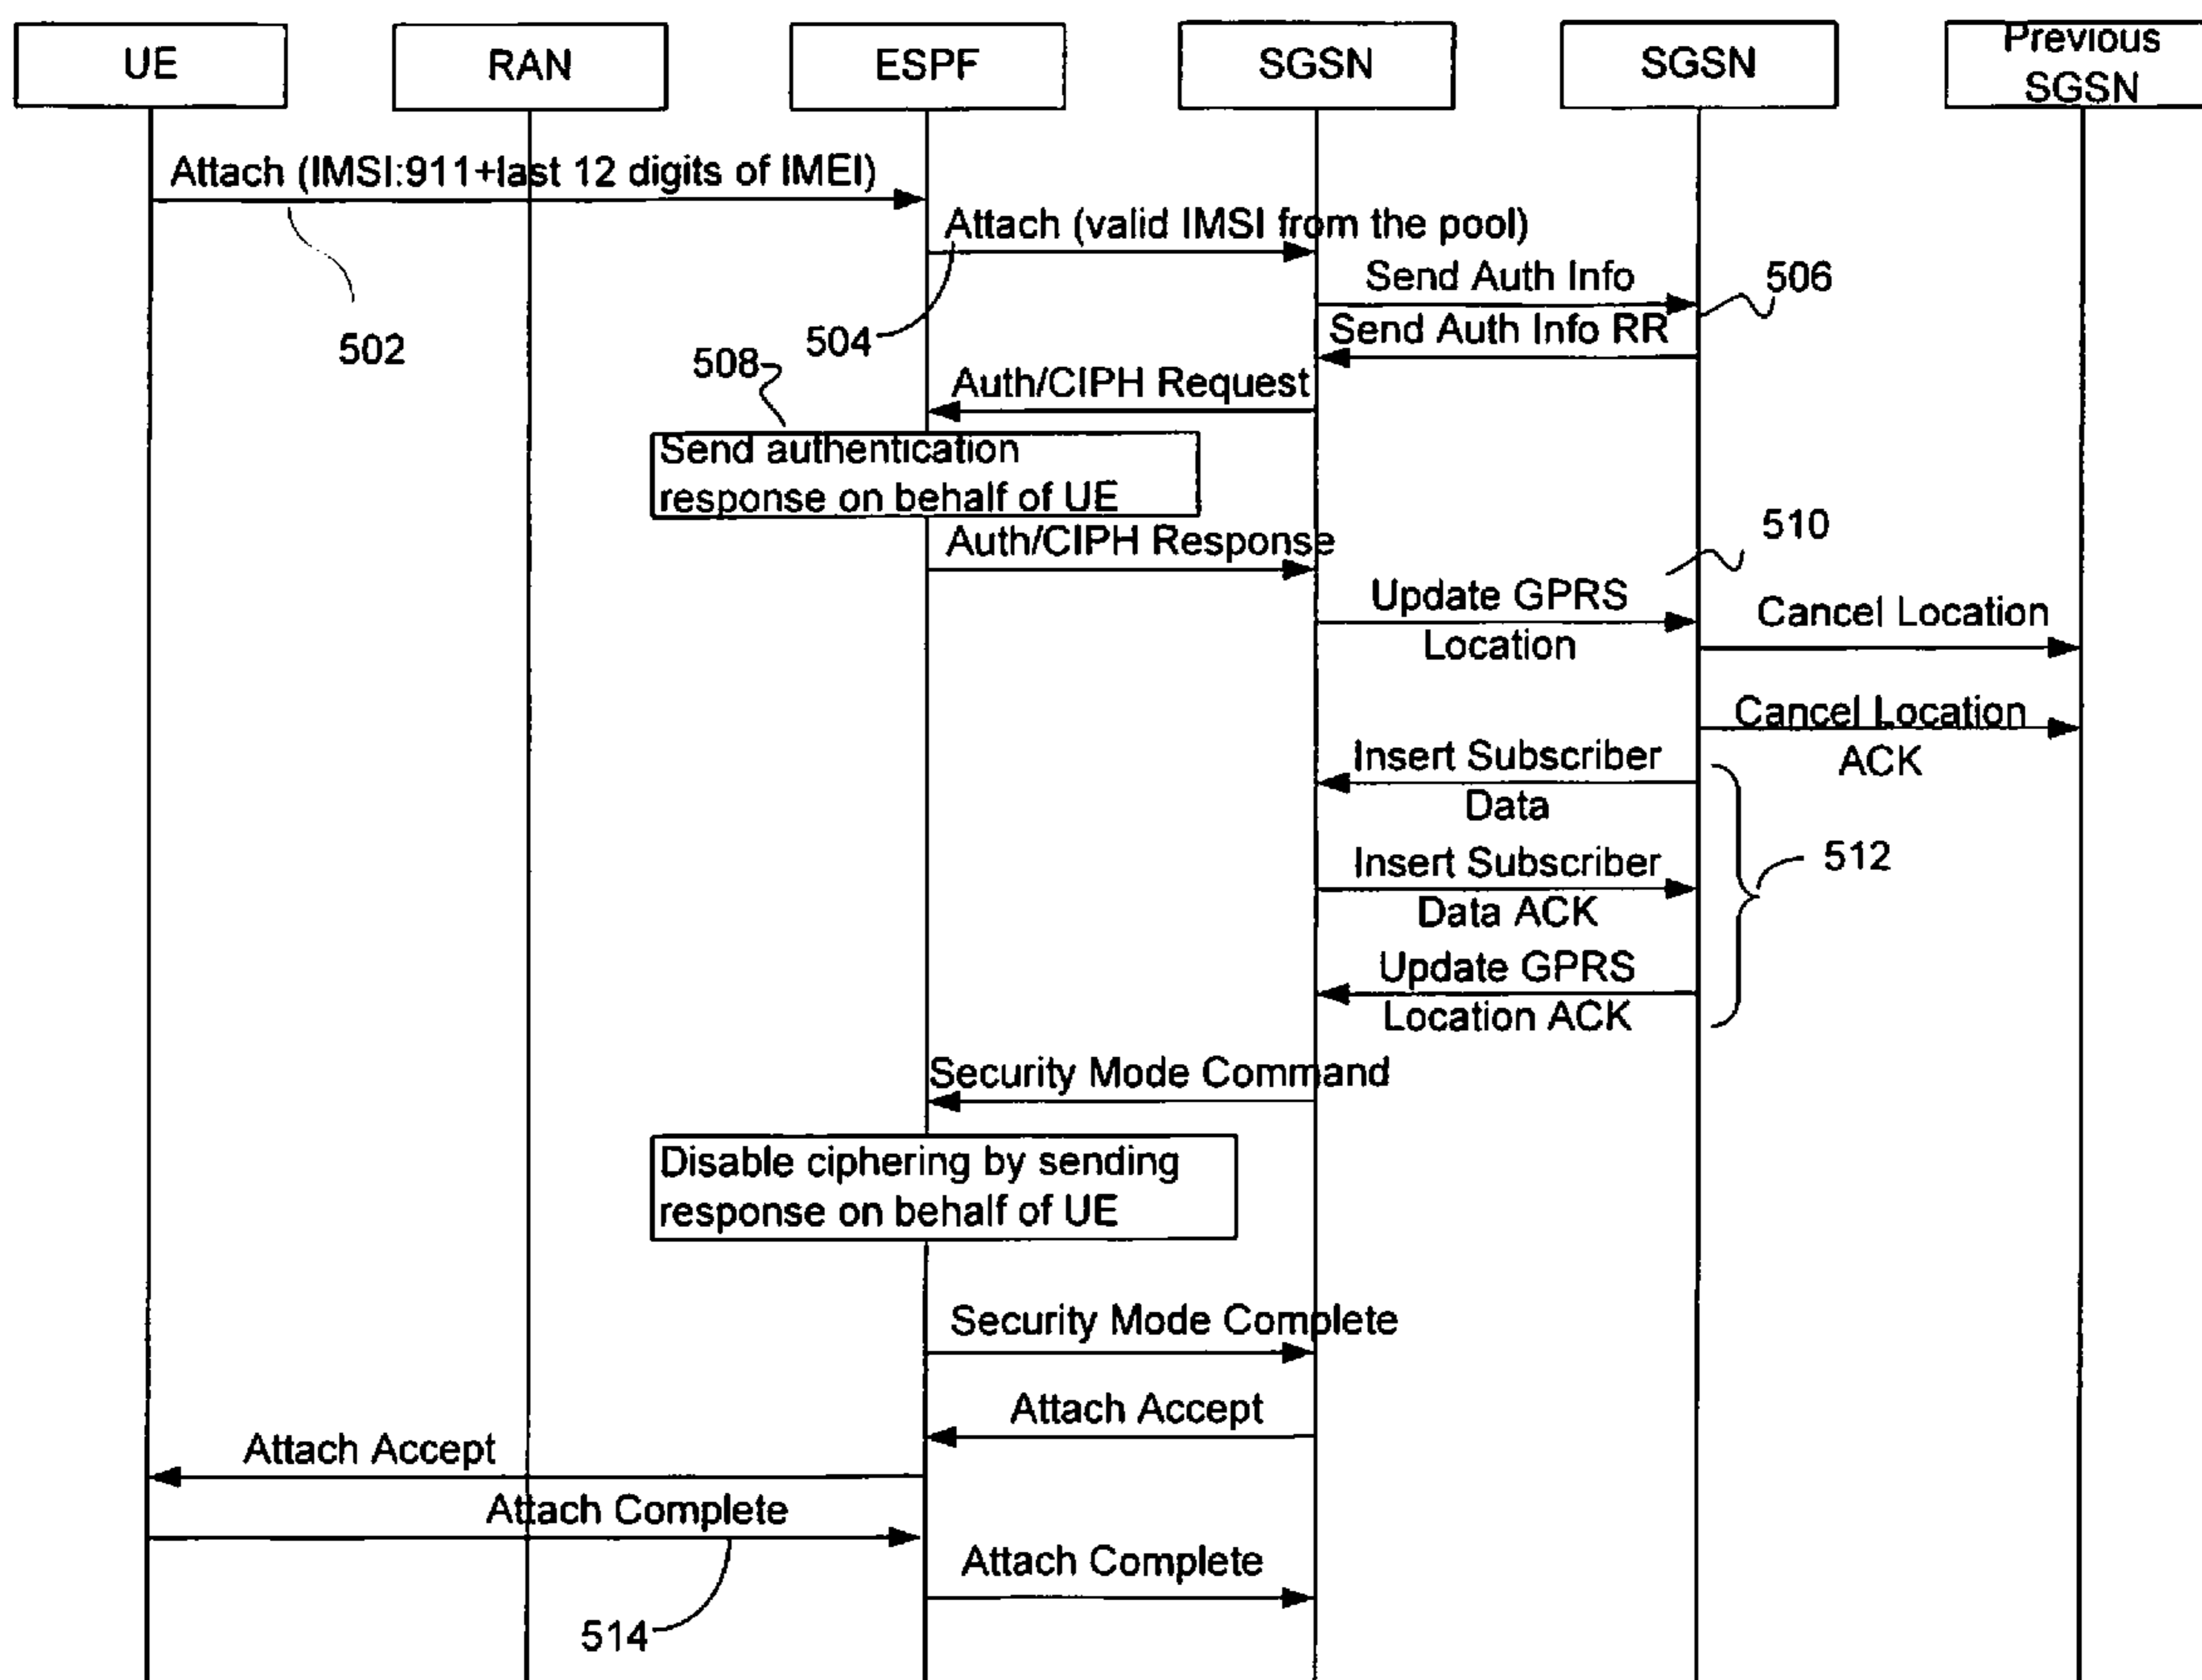 UE
RAN
ESPF
SGSN
SGSN
Previous
SGSN
Attach (IMSI:911+last 12 digits of IMEI)
Attach (valid IMSI from the pool)
Send Auth Info
506
502
504
Send Auth Info RR
508
Auth/CIPH Request
Send authentication
response on behalf of UE
510
Auth/CIPH Response
Update GPRS
Location
Cancel Location
Cancel Location
ACK
Insert Subscriber
Data
512
Insert Subscriber
Data ACK
Update GPRS
Location ACK
Security Mode Command
Disable ciphering by sending
response on behalf of UE
Security Mode Complete
Attach Accept
Attach Accept
Attach Complete
Attach Complete
514